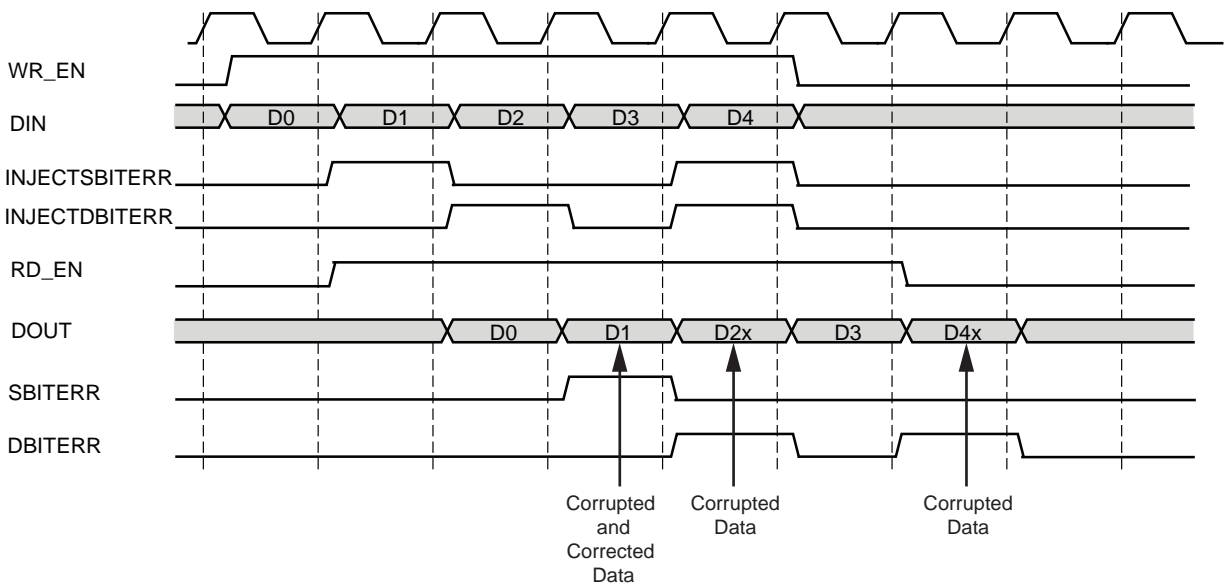 WR_EN
DIN
D0 D1 D2 D3 D4
INJECTSBITERR
INJECTDBITERR
RD_EN
DOUT
D0 D1 D2x D3 D4x
SBITERR
DBITERR
Corrupted
and
Corrected
Data
Corrupted
Data
Corrupted
Data